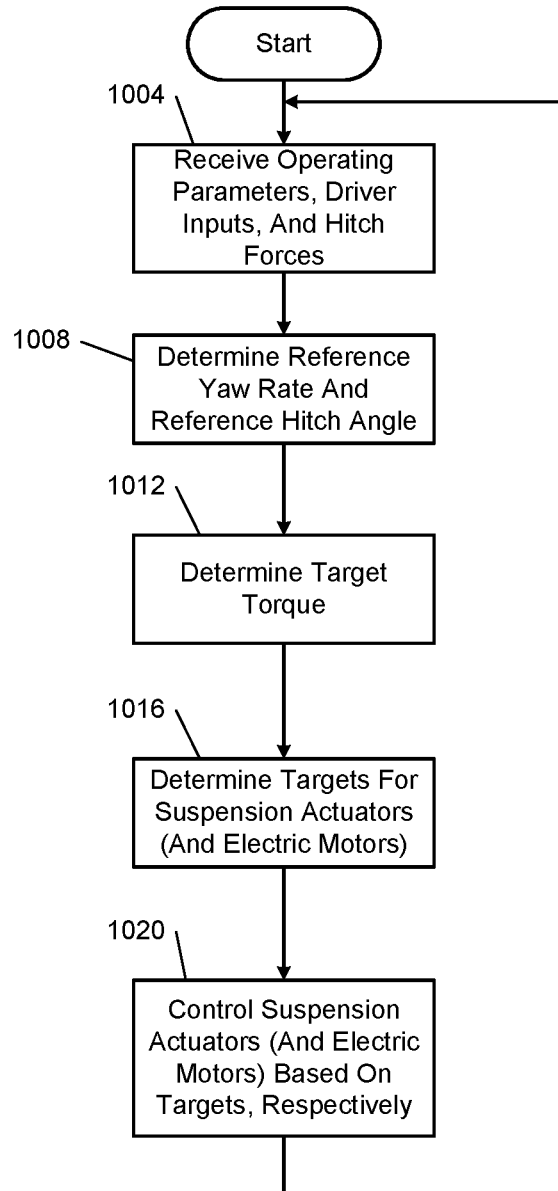 Start
1004
Receive Operating
Parameters, Driver
Inputs, And Hitch
Forces
1008
Determine Reference
Yaw Rate And
Reference Hitch Angle
1012
Determine Target
Torque
1016
Determine Targets For
Suspension Actuators
(And Electric Motors)
1020
Control Suspension
Actuators (And Electric
Motors) Based On
Targets, Respectively